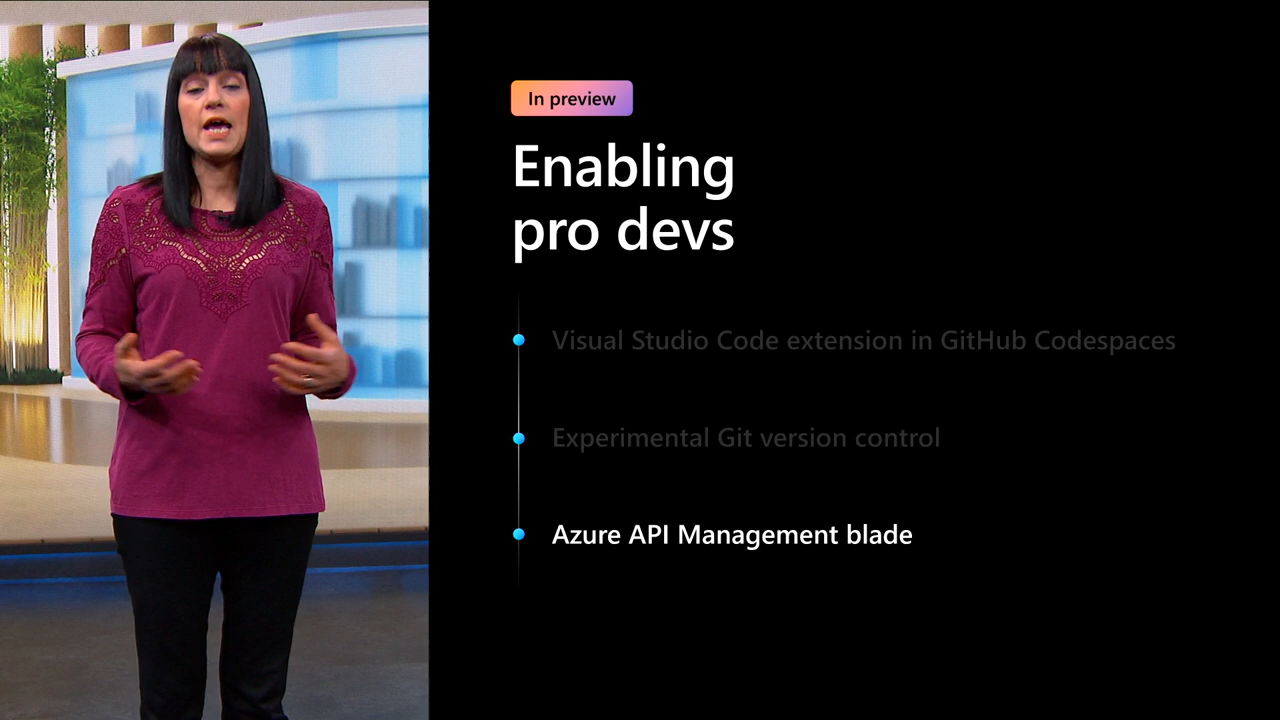 In preview
Enabling
pro devs
Visual Studio Code extension in GitHub Codespaces
Experimental Git version control
Azure API Management blade